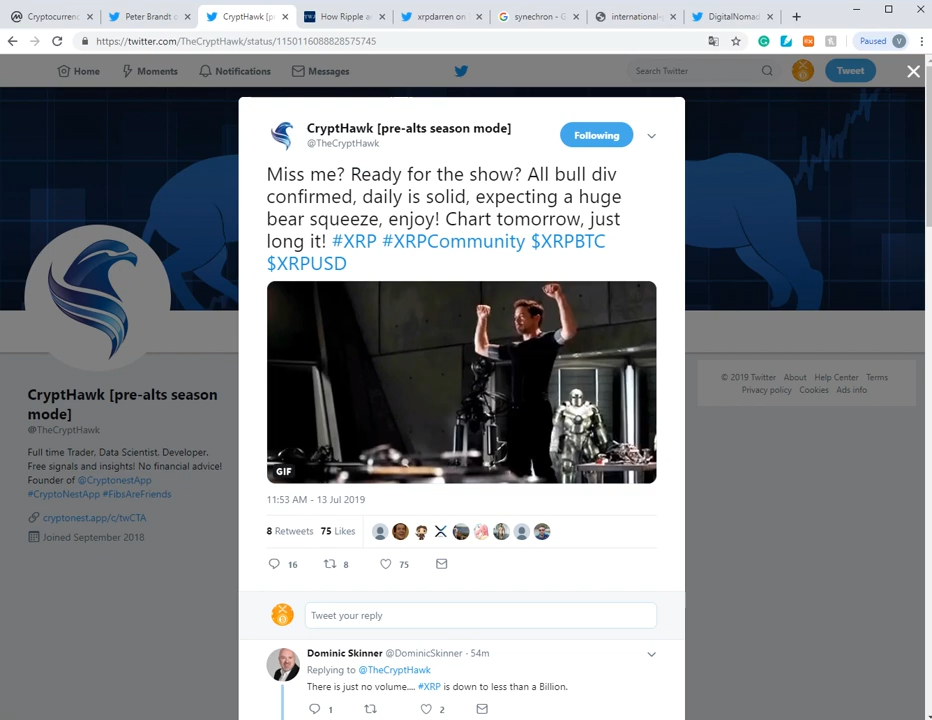 Cryptocurrenc
Peter Brandt o
CryptHawk [p
How Ripple a
xrpdarren on
synechron - G
international-
DigitalNomad
https://twitter.com/TheCryptHawk/status/1150116088828575745
Paused
V
Home
Moments
Notifications
Messages
Search Twitter
Tweet
CryptHawk [pre-alts season mode]
@TheCryptHawk
Following
Miss me? Ready for the show? All bull div
confirmed, daily is solid, expecting a huge
bear squeeze, enjoy! Chart tomorrow, just
long it! #XRP #XRPCommunity $XRPBTC
$XRPUSD
GIF
11:53 AM - 13 Jul 2019
8 Retweets 75 Likes
16 8 75
Tweet your reply
Dominic Skinner @DominicSkinner · 54m
Replying to @TheCryptHawk
There is just no volume.... #XRP is down to less than a Billion.
1 2
CryptHawk [pre-alts season
mode]
@TheCryptHawk
Full time Trader, Data Scientist, Developer.
Free signals and insights! No financial advice!
Founder of @CryptonestApp
#CryptoNestApp #FibsAreFriends
cryptonest.app/c/twCTA
Joined September 2018
© 2019 Twitter About Help Center Terms
Privacy policy Cookies Ads info